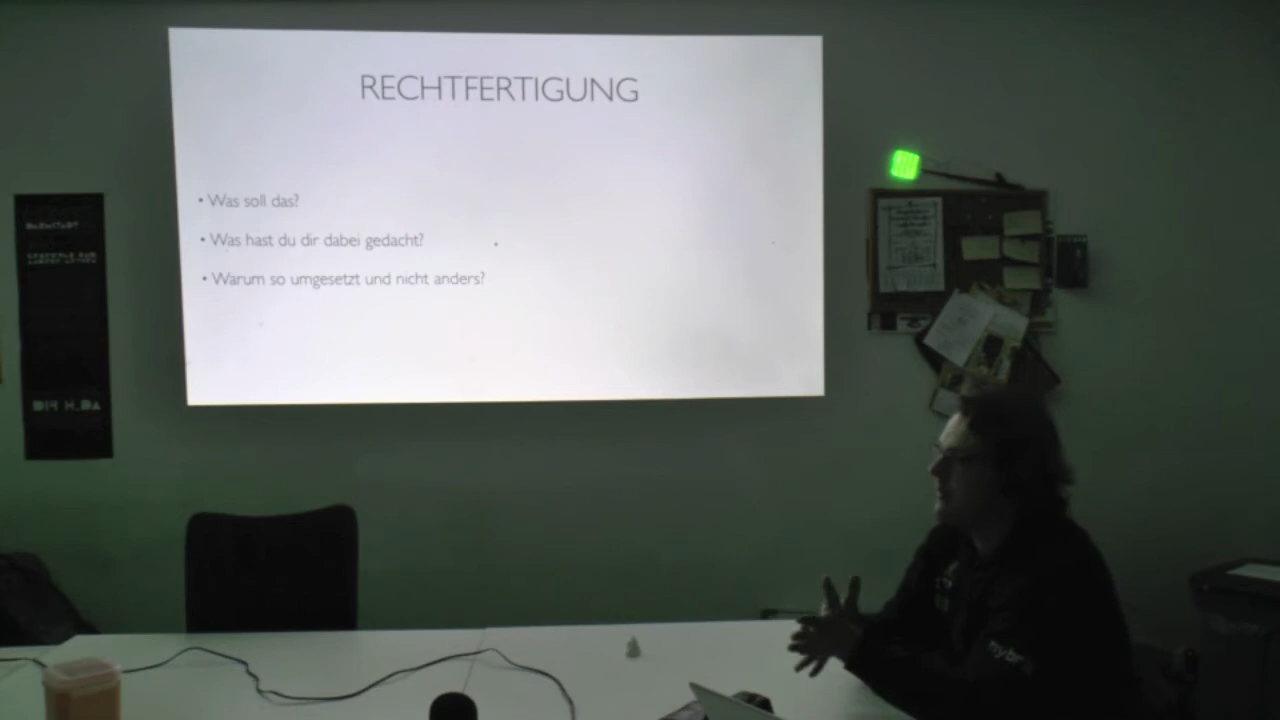 RECHTFERTIGUNG
• Was soll das?
• Was hast du dir dabei gedacht?
• Warum so umgesetzt und nicht anders?